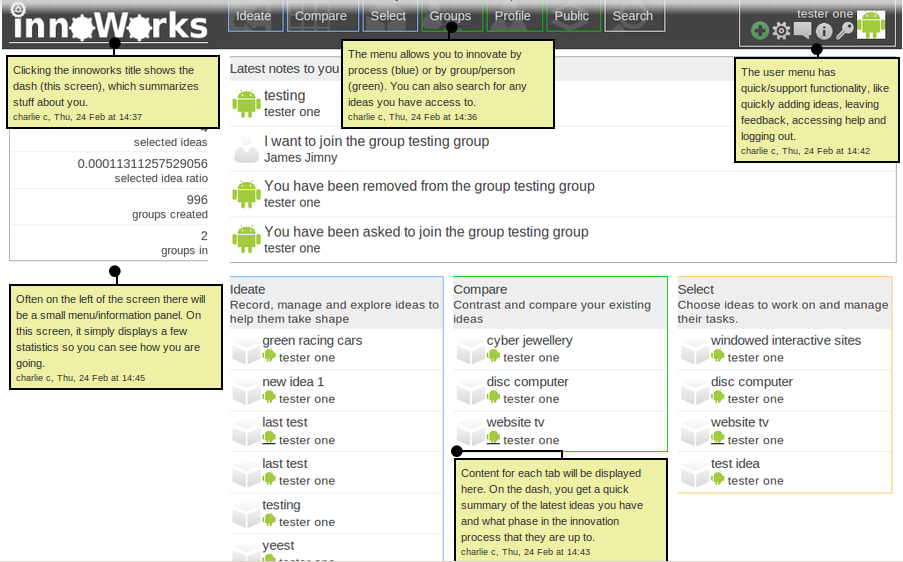 innoWorks
Ideate
Compare
Select
Groups
Profile
Public
Search
tester one
Clicking the innoworks title shows the
dash (this screen), which summarizes
stuff about you.
charlie c, Thu, 24 Feb at 14:37
The menu allows you to innovate by
process (blue) or by group/person
(green). You can also search for any
ideas you have access to.
charlie c, Thu, 24 Feb at 14:36
The user menu has
quick/support functionality, like
quickly adding ideas, leaving
feedback, accessing help and
logging out.
charlie c, Thu, 24 Feb at 14:42
Latest notes to you
testing
tester one
I want to join the group testing group
James Jimny
You have been removed from the group testing group
tester one
You have been asked to join the group testing group
tester one
selected ideas
0.00011311257529056
selected idea ratio
996
groups created
2
groups in
Often on the left of the screen there will
be a small menu/information panel. On
this screen, it simply displays a few
statistics so you can see how you are
going.
charlie c, Thu, 24 Feb at 14:45
Ideate
Record, manage and explore ideas to
help them take shape
green racing cars
tester one
new idea 1
tester one
last test
tester one
last test
tester one
testing
tester one
yeest
tester one
Compare
Contrast and compare your existing
ideas
cyber jewellery
tester one
disc computer
tester one
website tv
tester one
Content for each tab will be displayed
here. On the dash, you get a quick
summary of the latest ideas you have
and what phase in the innovation
process that they are up to.
charlie c, Thu, 24 Feb at 14:43
Select
Choose ideas to work on and manage
their tasks.
windowed interactive sites
tester one
disc computer
tester one
website tv
tester one
test idea
tester one